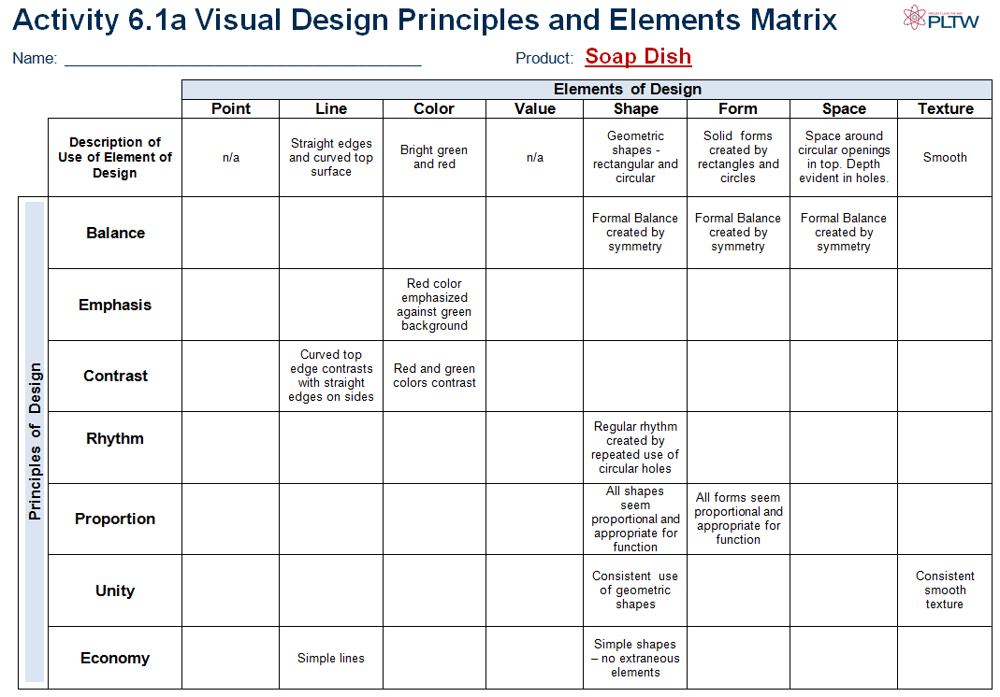 Activity 6.1a Visual Design Principles and Elements Matrix
PLTW
Name: ____________________ Product: Soap Dish
Elements of Design
Point Line Color Value Shape Form Space Texture
Description of
Use of Element of
Design
n/a
Straight edges
and curved top
surface
Bright green
and red
n/a
Geometric
shapes -
rectangular and
circular
Solid forms
created by
rectangles and
circles
Space around
circular openings
in top. Depth
evident in holes.
Smooth
Principles of Design
Balance
Formal Balance
created by
symmetry
Formal Balance
created by
symmetry
Formal Balance
created by
symmetry
Emphasis
Red color
emphasized
against green
background
Contrast
Curved top
edge contrasts
with straight
edges on sides
Red and green
colors contrast
Rhythm
Regular rhythm
created by
repeated use of
circular holes
Proportion
All shapes
seem
proportional and
appropriate for
function
All forms seem
proportional and
appropriate for
function
Unity
Consistent use
of geometric
shapes
Consistent
smooth
texture
Economy
Simple lines
Simple shapes
– no extraneous
elements